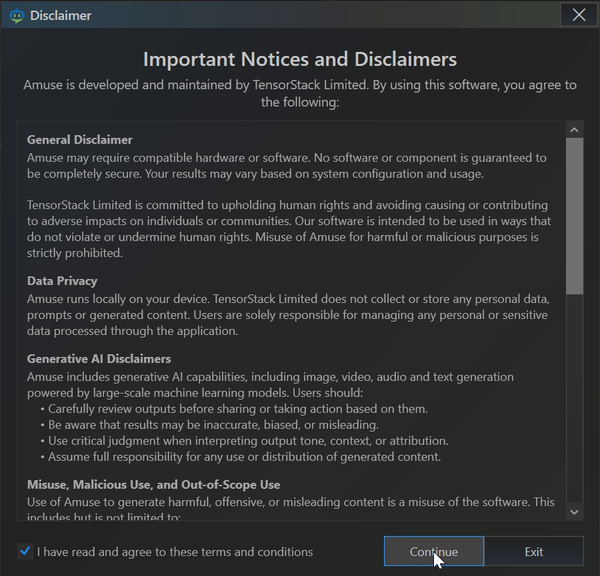 Disclaimer
Important Notices and Disclaimers
Amuse is developed and maintained by TensorStack Limited. By using this software, you agree to
the following:
General Disclaimer
Amuse may require compatible hardware or software. No software or component is guaranteed to
be completely secure. Your results may vary based on system configuration and usage.
TensorStack Limited is committed to upholding human rights and avoiding causing or contributing
to adverse impacts on individuals or communities. Our software is intended to be used in ways that
do not violate or undermine human rights. Misuse of Amuse for harmful or malicious purposes is
strictly prohibited.
Data Privacy
Amuse runs locally on your device. TensorStack Limited does not collect or store any personal data,
prompts or generated content. Users are solely responsible for managing any personal or sensitive
data processed through the application.
Generative AI Disclaimers
Amuse includes generative AI capabilities, including image, video, audio and text generation
powered by large-scale machine learning models. Users should:
• Carefully review outputs before sharing or taking action based on them.
• Be aware that results may be inaccurate, biased, or misleading.
• Use critical judgment when interpreting output tone, context, or attribution.
• Assume full responsibility for any use or distribution of generated content.
Misuse, Malicious Use, and Out-of-Scope Use
Use of Amuse to generate harmful, offensive, or misleading content is a misuse of the software. This
includes but is not limited to:
I have read and agree to these terms and conditions
Continue
Exit